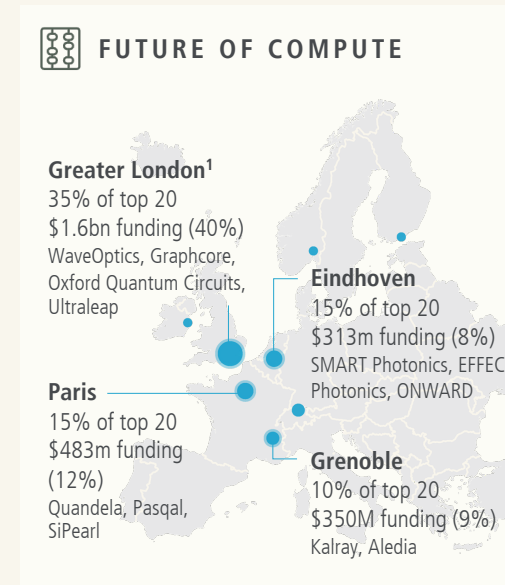 FUTURE OF COMPUTE
Greater London¹
35% of top 20
$1.6bn funding (40%)
WaveOptics, Graphcore,
Oxford Quantum Circuits,
Ultraleap
Eindhoven
15% of top 20
$313m funding (8%)
SMART Photonics, EFFEC
Photonics, ONWARD
Paris
15% of top 20
$483m funding
(12%)
Quandela, Pasqal,
SiPearl
Grenoble
10% of top 20
$350M funding (9%)
Kalray, Aledia